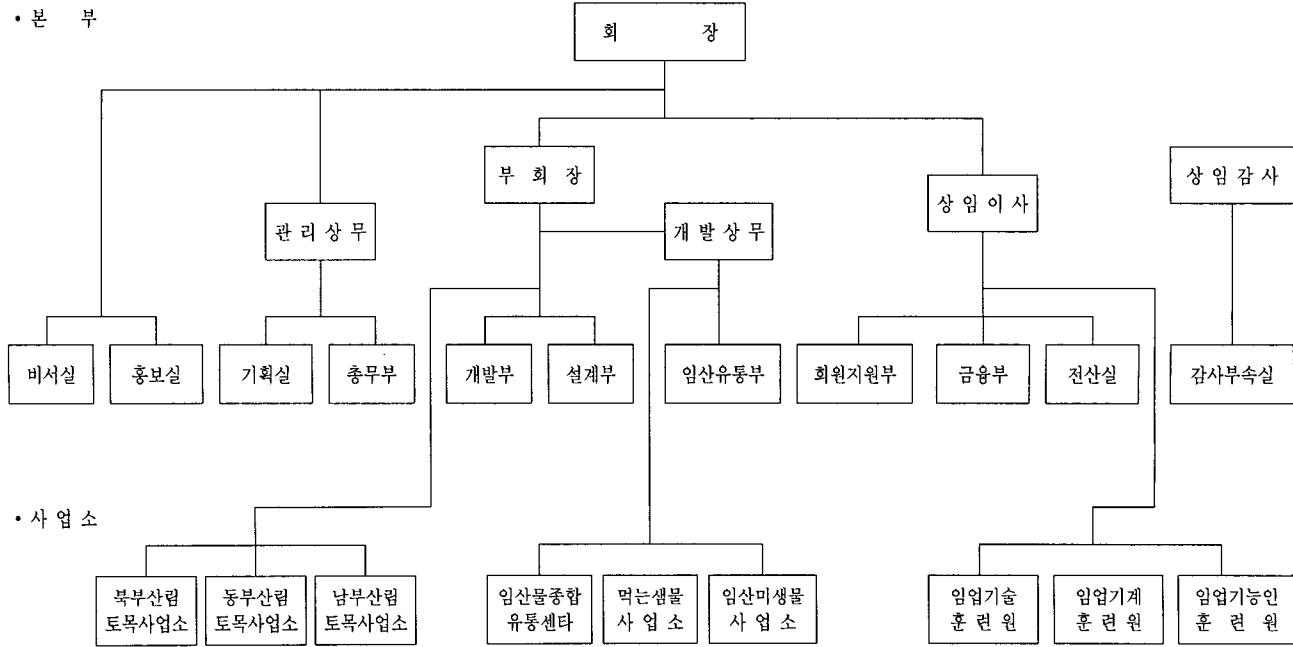 • 본 부
회 장
부 회 장
상 임 감 사
상 임 이 사
관 리 상 무
개 발 상 무
비서실
홍보실
기획실
총무부
개발부
설계부
임산유통부
회원지원부
금융부
전산실
감사부속실
• 사 업 소
북부산림
토목사업소
동부산림
토목사업소
남부산림
토목사업소
임산물종합
유통센타
먹는샘물
사 업 소
임산미생물
사 업 소
임업기술
훈 련 원
임업기계
훈 련 원
임업기능인
훈 련 원